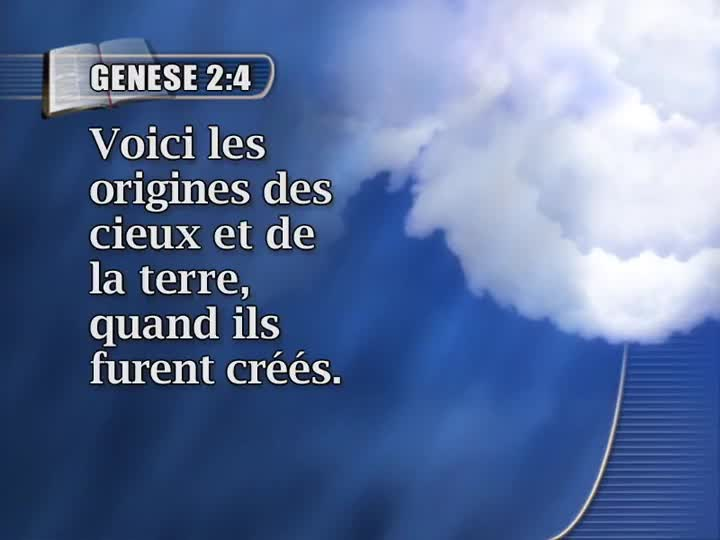 GENESE 2:4
Voici les
origines des
cieux et de
la terre,
quand ils
furent créés.